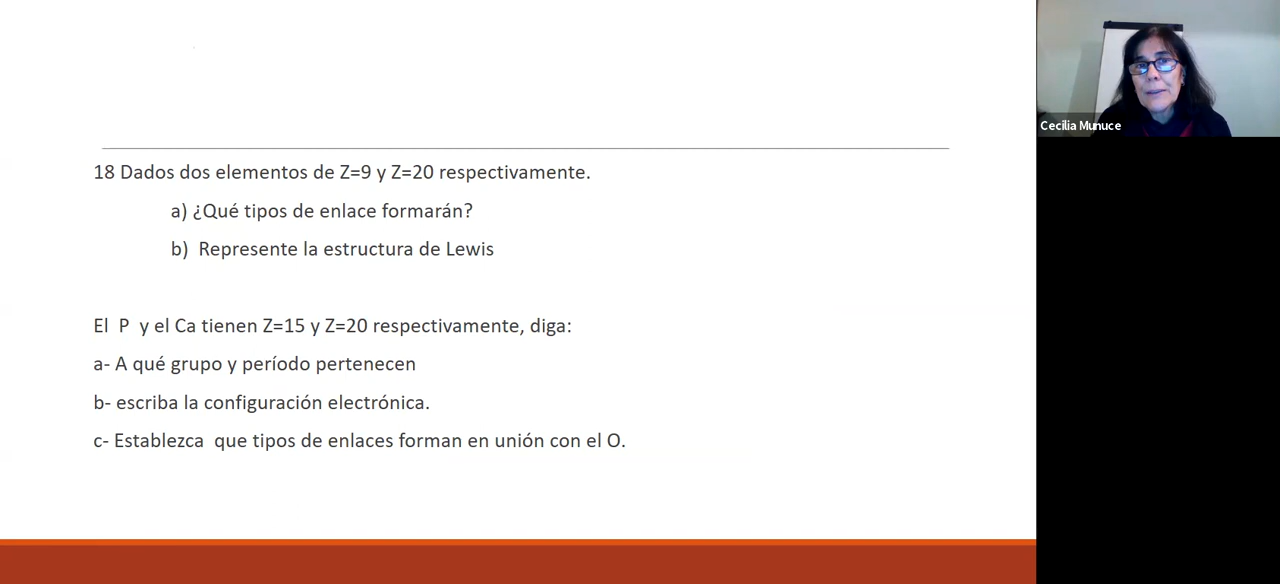 18 Dados dos elementos de Z=9 y Z=20 respectivamente.
a) ¿Qué tipos de enlace formarán?
b) Represente la estructura de Lewis
El P y el Ca tienen Z=15 y Z=20 respectivamente, diga:
a- A qué grupo y período pertenecen
b- escriba la configuración electrónica.
c- Establezca que tipos de enlaces forman en unión con el O.
Cecilia Munuce